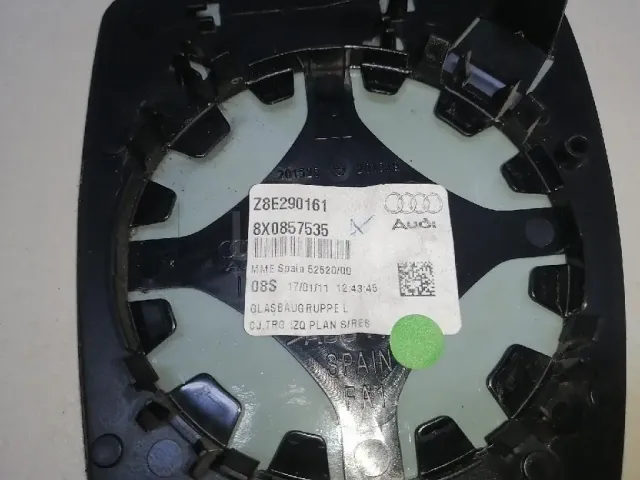 Z8E290161
8X0857535
Audi
MME Spain 52520/00
08S 17/01/11 12:43:45
GLASBAUGRUPPE L
CJ.TRG IZQ PLAN S/RES
SPAIN